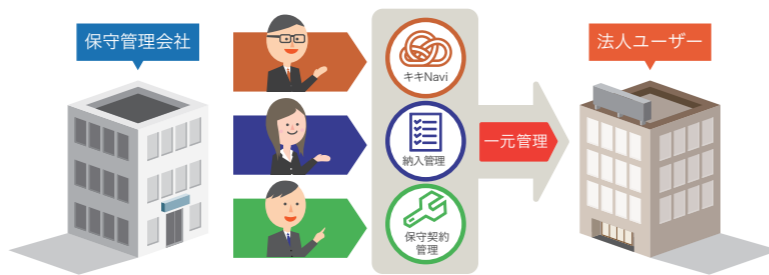 保守管理会社
法人ユーザー
キキNavi
納入管理
一元管理
保守契約
管理